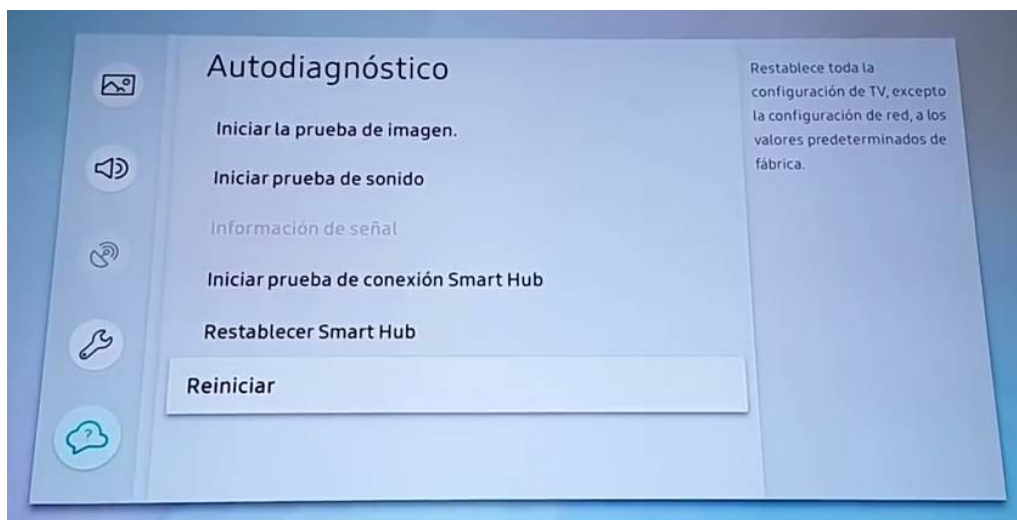 Autodiagnóstico
Iniciar la prueba de imagen.
Iniciar prueba de sonido
Información de señal
Iniciar prueba de conexión Smart Hub
Restablecer Smart Hub
Reiniciar
?
Restablece toda la
configuración de TV, excepto
la configuración de red, a los
valores predeterminados de
fábrica.